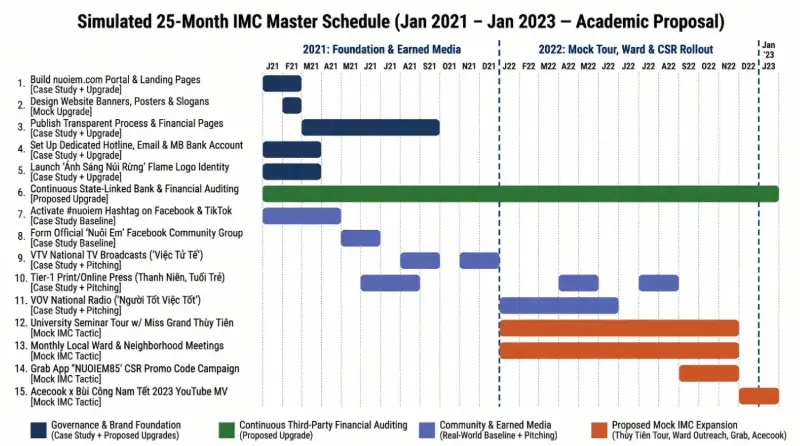 Simulated 25-Month IMC Master Schedule (Jan 2021 – Jan 2023 — Academic Proposal)
2021: Foundation & Earned Media
2022: Mock Tour, Ward & CSR Rollout
Jan
'23
J21 F21 M21 A21 M21 J21 J21 A21 S21 N21 D21 J22 F22 M22 A22 M22 J22 J22 A22 S22 O22 N22 D22 J23
1. Build nuoiem.com Portal & Landing Pages
[Case Study + Upgrade]
2. Design Website Banners, Posters & Slogans
[Mock Upgrade]
3. Publish Transparent Process & Financial Pages
[Case Study + Upgrade]
4. Set Up Dedicated Hotline, Email & MB Bank Account
[Case Study + Upgrade]
5. Launch ‘Ánh Sáng Núi Rừng’ Flame Logo Identity
[Case Study + Upgrade]
6. Continuous State-Linked Bank & Financial Auditing
[Proposed Upgrade]
7. Activate #nuoiem Hashtag on Facebook & TikTok
[Case Study Baseline]
8. Form Official ‘Nuôi Em’ Facebook Community Group
[Case Study Baseline]
9. VTV National TV Broadcasts (‘Việc Tử Tế’)
[Case Study + Pitching]
10. Tier-1 Print/Online Press (Thanh Niên, Tuổi Trẻ)
[Case Study + Pitching]
11. VOV National Radio (‘Người Tốt Việc Tốt’)
[Case Study + Pitching]
12. University Seminar Tour w/ Miss Grand Thùy Tiên
[Mock IMC Tactic]
13. Monthly Local Ward & Neighborhood Meetings
[Mock IMC Tactic]
14. Grab App "NUOIEM85' CSR Promo Code Campaign
[Mock IMC Tactic]
15. Acecook x Bùi Công Nam Tết 2023 YouTube MV
[Mock IMC Tactic]
Governance & Brand Foundation
(Case Study + Proposed Upgrades)
Continuous Third-Party Financial Auditing
(Proposed Upgrade)
Community & Earned Media
(Real-World Baseline + Pitching)
Proposed Mock IMC Expansion
(Thùy Tiên Tour, Ward Outreach, Grab, Acecook)